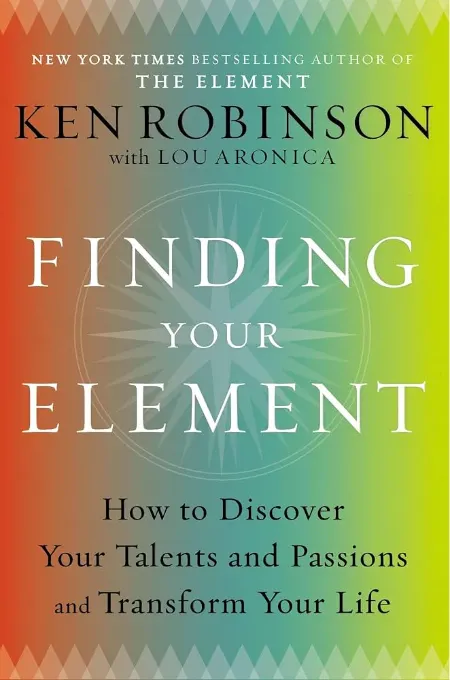 NEW YORK TIMES BESTSELLING AUTHOR OF
THE ELEMENT
KEN ROBINSON
with LOU ARONICA
FINDING
YOUR
ELEMENT
How to Discover
Your Talents and Passions
and Transform Your Life